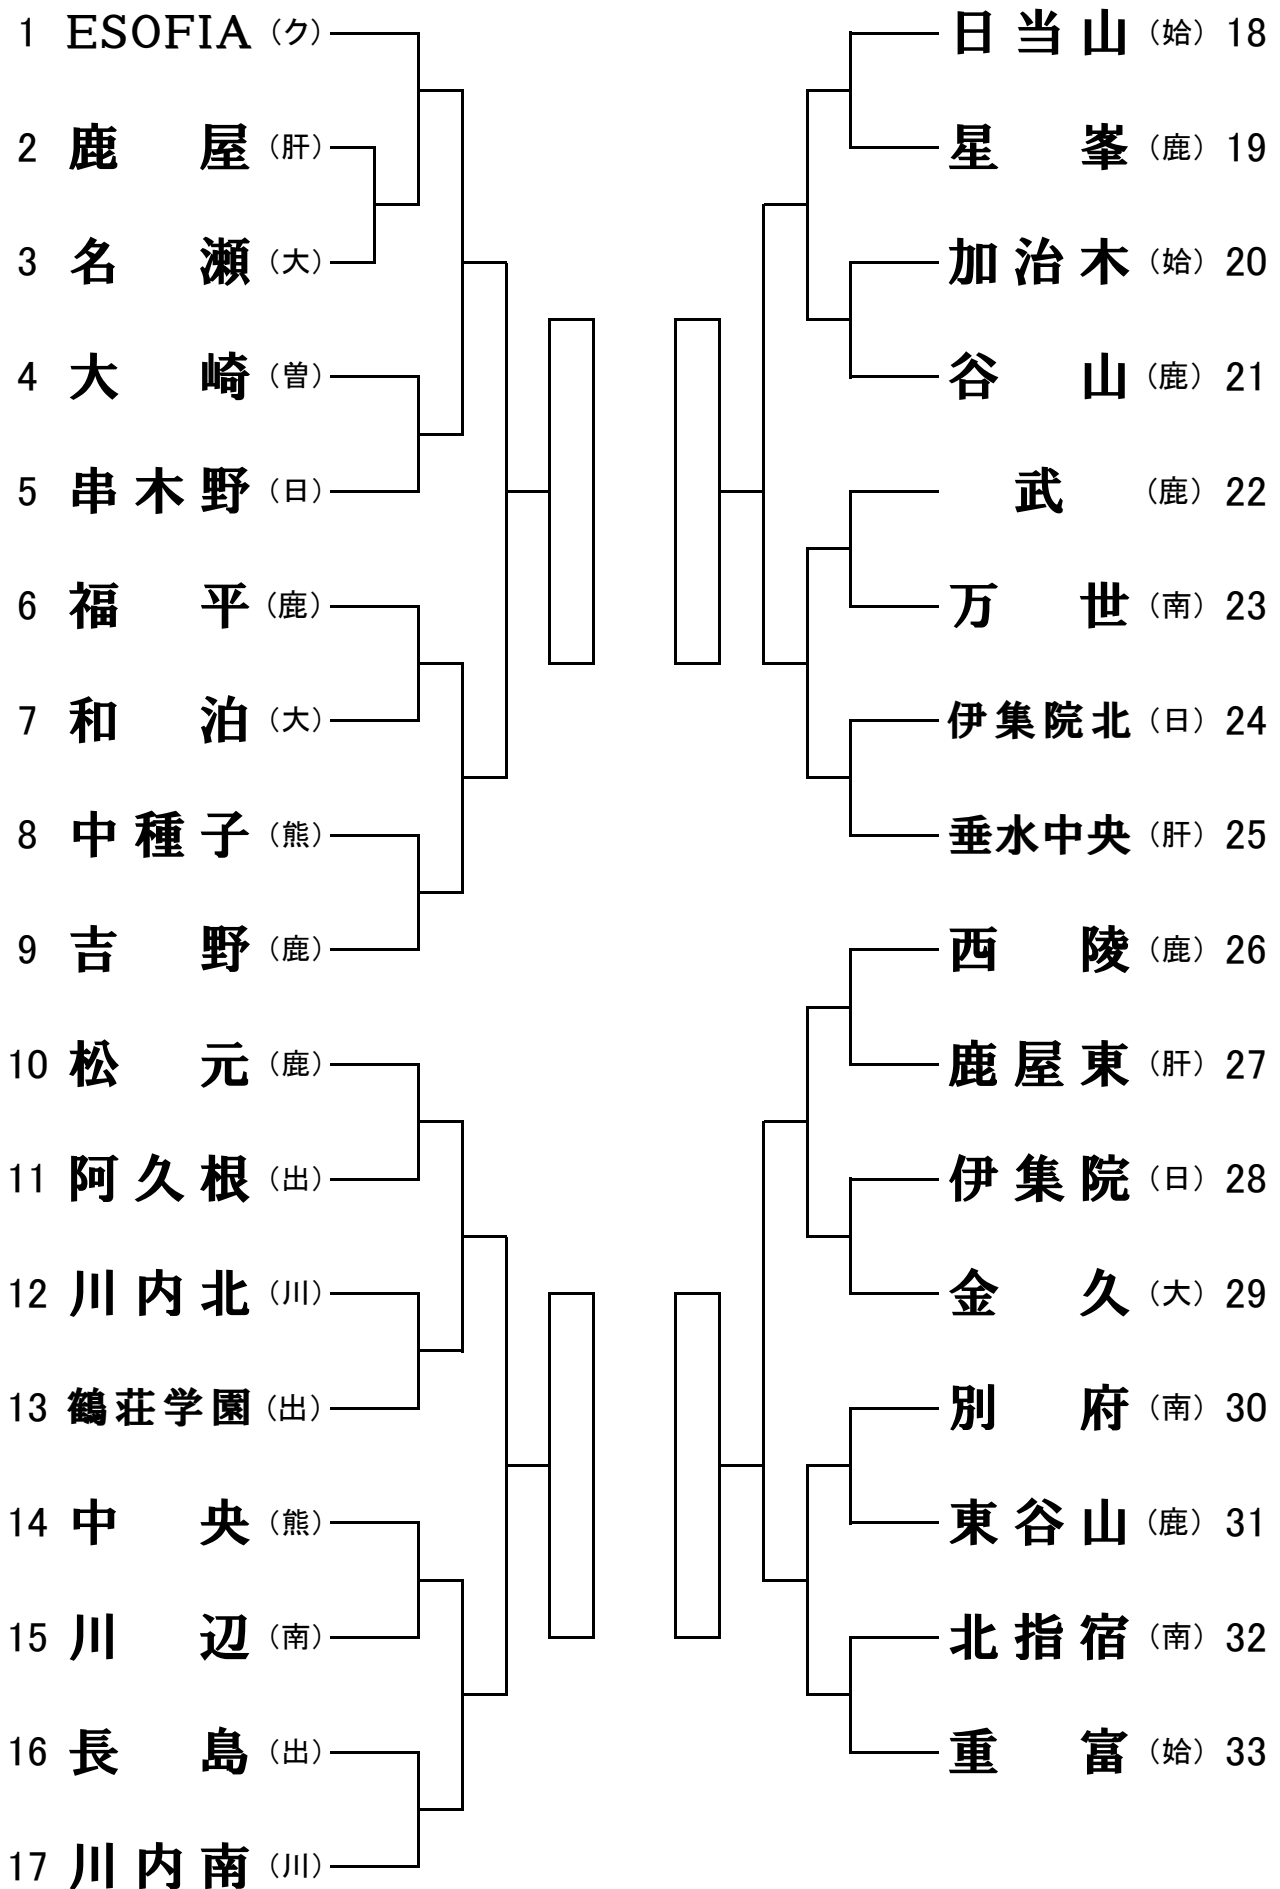 1 ESOFIA (ク)
2 鹿屋 (肝)
3 名瀬 (大)
4 大崎 (曽)
5 串木野 (日)
6 福平 (鹿)
7 和泊 (大)
8 中種子 (熊)
9 吉野 (鹿)
10 松元 (鹿)
11 阿久根 (出)
12 川内北 (川)
13 鶴荘学園 (出)
14 中央 (熊)
15 川辺 (南)
16 長島 (出)
17 川内南 (川)
日当山 (姶) 18
星峯 (鹿) 19
加治木 (姶) 20
谷山 (鹿) 21
武 (鹿) 22
万世 (南) 23
伊集院北 (日) 24
垂水中央 (肝) 25
西陵 (鹿) 26
鹿屋東 (肝) 27
伊集院 (日) 28
金久 (大) 29
別府 (南) 30
東谷山 (鹿) 31
北指宿 (南) 32
重富 (姶) 33